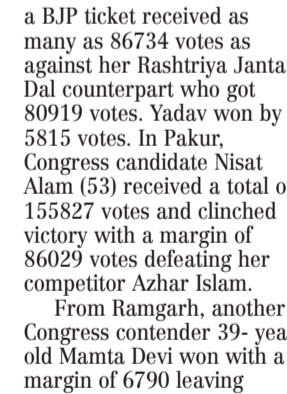 a BJP ticket received as
many as 86734 votes as
against her Rashtriya Janta
Dal counterpart who got
80919 votes. Yadav won by
5815 votes. In Pakur,
Congress candidate Nisat
Alam (53) received a total o
155827 votes and clinched
victory with a margin of
86029 votes defeating her
competitor Azhar Islam.
From Ramgarh, another
Congress contender 39- yea
old Mamta Devi won with a
margin of 6790 leaving